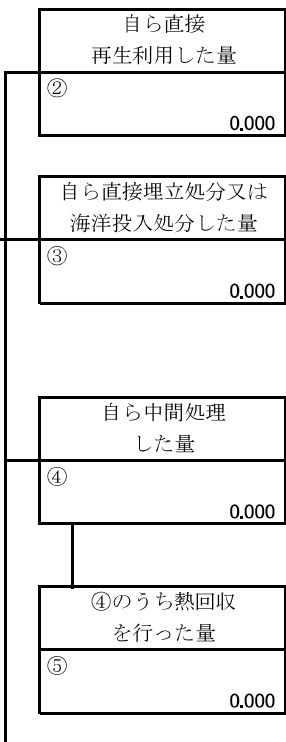 自ら直接
再生利用した量
②
0.000
自ら直接埋立処分又は
海洋投入処分した量
③
0.000
自ら中間処理
した量
④
0.000
④のうち熱回収
を行った量
⑤
0.000